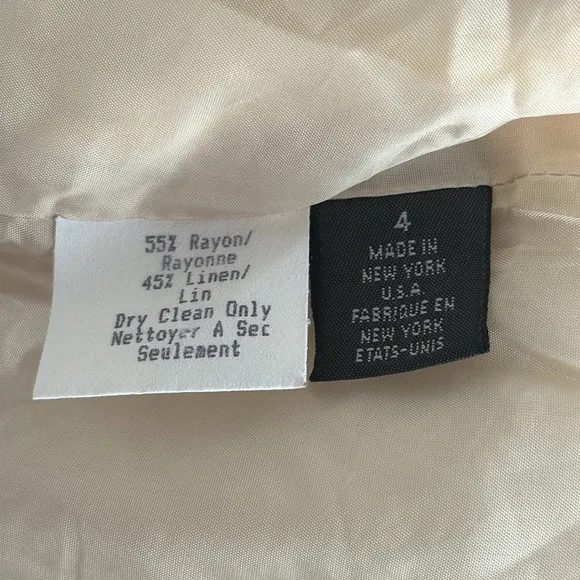 55% Rayon/
Rayonne
45% Linen/
Lin
Dry Clean Only
Nettoyer A Sec
Seulement
4
MADE IN
NEW YORK
U.S.A.
FABRIQUE EN
NEW YORK
ETATS-UNIS